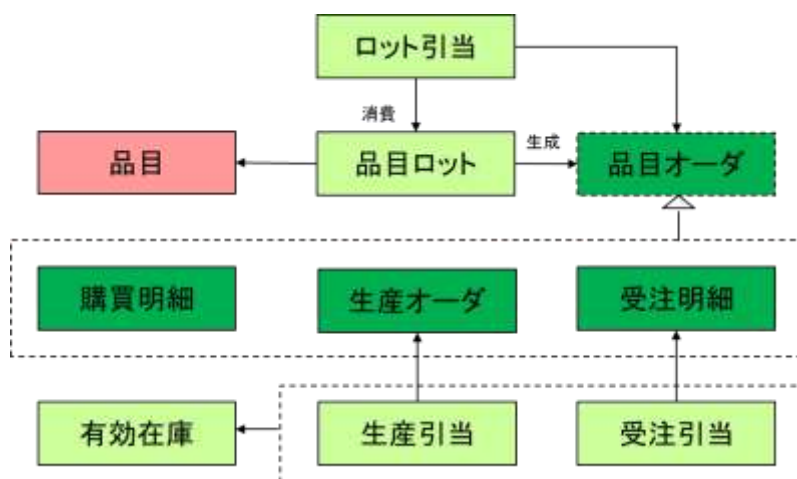 ロット引当
消費
品目
品目ロット
生成
品目オーダ
購買明細
生産オーダ
受注明細
有効在庫
生産引当
受注引当